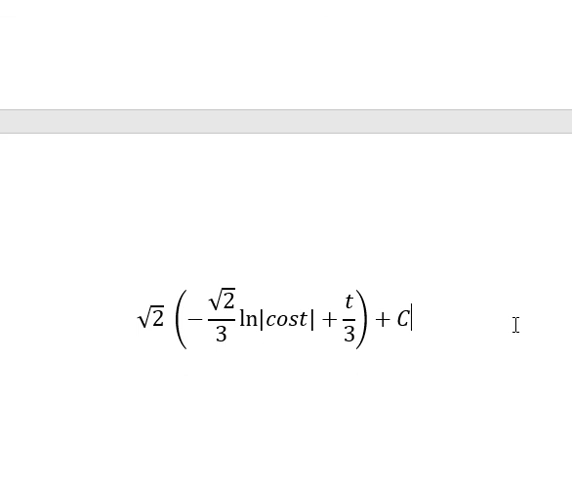 √2 (−√2/3 ln|cost| + t/3) + C